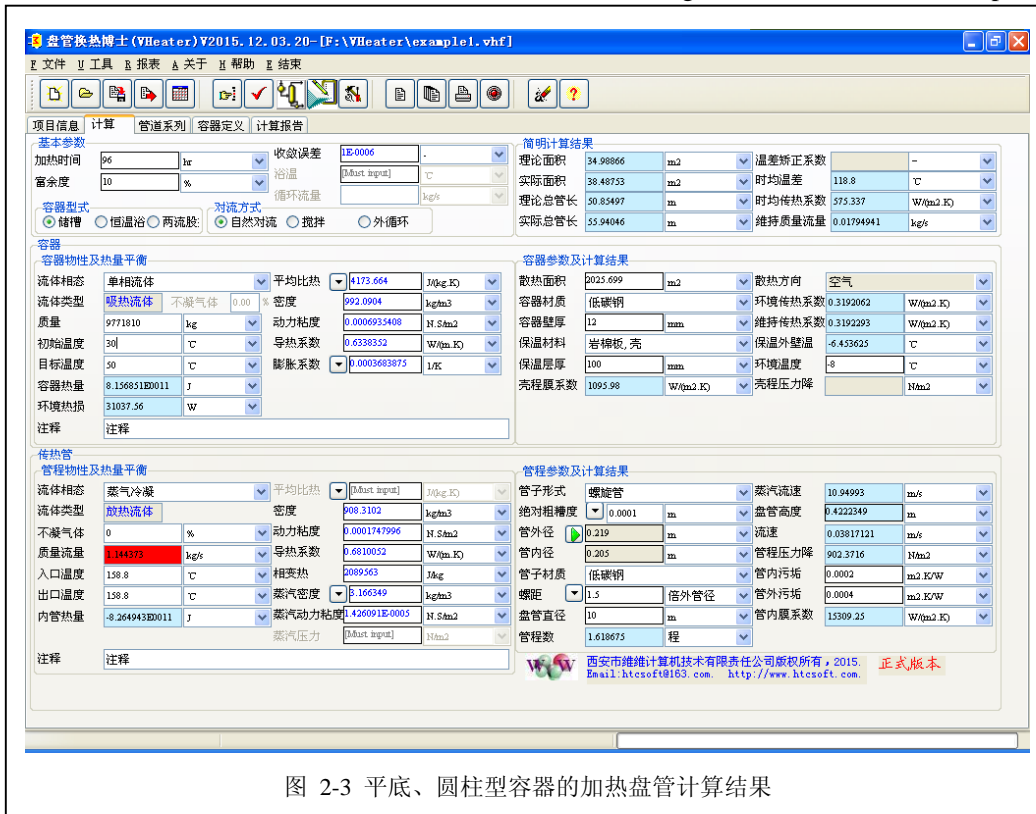 盘管换热博士(VHeater)V2015.12.03.20-[F:\VHeater\example1.vhf]
F 文件 U 工具 R 报表 A 关于 H 帮助 E 结束
项目信息 计算 管道系列 容器定义 计算报告
基本参数
加热时间 96 hr 收敛误差 1E-0006 -
富余度 10 % 浴温 [Must input] ℃
循环流量 kg/s
容器型式 对流方式
储槽 恒温浴 两流股: 自然对流 搅拌 外循环
简明计算结果
理论面积 34.98866 m2 温差矫正系数 -
实际面积 38.48753 m2 时均温差 118.8 ℃
理论总管长 50.85497 m 时均传热系数 575.337 W/(m2.K)
实际总管长 55.94046 m 维持质量流量 0.01794941 kg/s
容器
容器物性及热量平衡
流体相态 单相流体 平均比热 4173.664 J/(kg.K)
流体类型 吸热流体 不凝气体 0.00 % 密度 992.0904 kg/m3
质量 9771810 kg 动力粘度 0.0006935408 N.S/m2
初始温度 30 ℃ 导热系数 0.6338352 W/(m.K)
目标温度 50 ℃ 膨胀系数 0.0003683875 1/K
容器热量 8.156851E0011 J
环境热损 31037.56 W
注释 注释
容器参数及计算结果
散热面积 2025.699 m2 散热方向 空气
容器材质 低碳钢 环境传热系数 0.3192062 W/(m2.K)
容器壁厚 12 mm 维持传热系数 0.3192293 W/(m2.K)
保温材料 岩棉板,壳 保温外壁温 -6.453625 ℃
保温层厚 100 mm 环境温度 -8 ℃
壳程膜系数 1095.98 W/(m2.K) 壳程压力降 N/m2
传热管
管程物性及热量平衡
流体相态 蒸气冷凝 平均比热 [Must input] J/(kg.K)
流体类型 放热流体 密度 908.3102 kg/m3
不凝气体 0 % 动力粘度 0.0001747996 N.S/m2
质量流量 1.144373 kg/s 导热系数 0.6810052 W/(m.K)
入口温度 158.8 ℃ 相变热 2089563 J/kg
出口温度 158.8 ℃ 蒸汽密度 3.166349 kg/m3
内管热量 -8.264943E0011 J 蒸汽动力粘度 1.426091E-0005 N.S/m2
蒸汽压力 [Must input] N/m2
注释 注释
管程参数及计算结果
管子形式 螺旋管 蒸汽流速 10.94993 m/s
绝对粗糙度 0.0001 m 盘管高度 0.4222349 m
管外径 0.219 m 流速 0.03817121 m/s
管内径 0.205 m 管程压力降 902.3716 N/m2
管子材质 低碳钢 管内污垢 0.0002 m2.K/W
螺距 1.5 倍外管径 管外污垢 0.0004 m2.K/W
盘管直径 10 m 管内膜系数 15309.25 W/(m2.K)
管程数 1.618675 程
西安市维维计算机技术有限责任公司版权所有,2015. 正式版本
Email:htcsoft@163.com. http://www.htcsoft.com.
图 2-3 平底、圆柱型容器的加热盘管计算结果